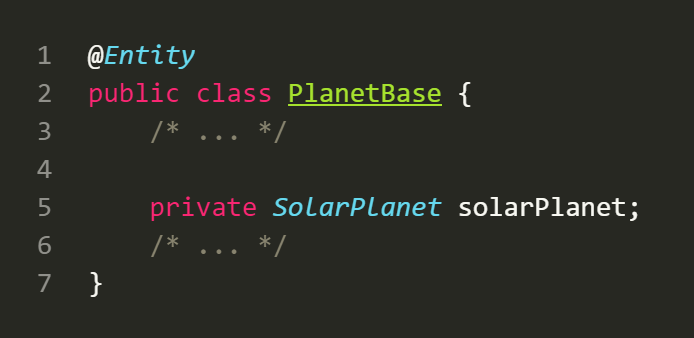 1 @Entity
2 public class PlanetBase {
3     /* ... */
4
5     private SolarPlanet solarPlanet;
6     /* ... */
7 }